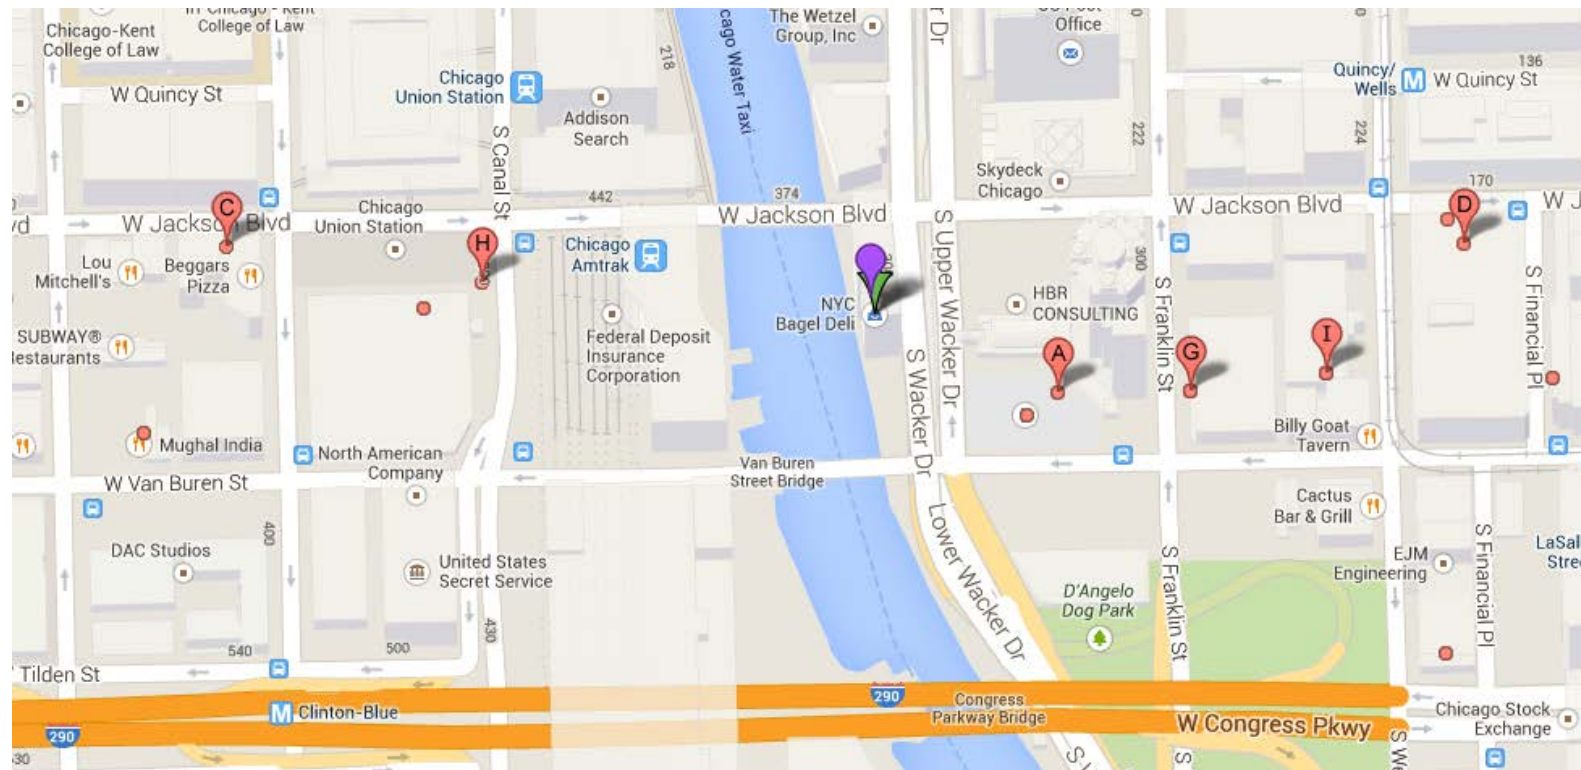 Chicago-Kent
College of Law
College of Law
W Quincy St
Chicago
Union Station
Addison
Search
218
cago Water Taxi
The Wetzel
Group, Inc
r Dr
Office
0
0
136
Quincy/
Wells
M
W Quincy St
S Canal St
222
224
Skydeck
Chicago
442
374
170
C
W Jackson Blvd
Chicago
Union Station
W Jackson Blvd
W Jackson Blvd
W J
D
vd
H
Chicago
Amtrak
S Upper Wacker Dr
300
Lou
Mitchell's
Beggars
Pizza
NYC
Bagel Deli
HBR
CONSULTING
S Franklin St
S Financial Pl
SUBWAY®
Restaurants
Federal Deposit
Insurance
Corporation
S Wacker Dr
A
G
I
Mughal India
North American
Company
Billy Goat
Tavern
W Van Buren St
Van Buren
Street Bridge
Cactus
Bar & Grill
400
Lower Wacker Dr
S Franklin St
S Financial Pl
DAC Studios
United States
Secret Service
EJM
Engineering
LaSal
Stre
D'Angelo
Dog Park
430
540
500
Tilden St
290
Congress
Parkway Bridge
Clinton-Blue
M
290
W Congress Pkwy
Chicago Stock
Exchange
S We
30
S